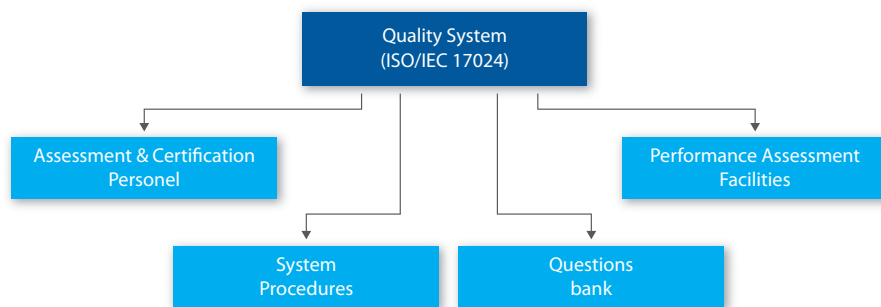 Quality System
(ISO/IEC 17024)
Assessment & Certification
Personel
Performance Assessment
Facilities
System
Procedures
Questions
bank